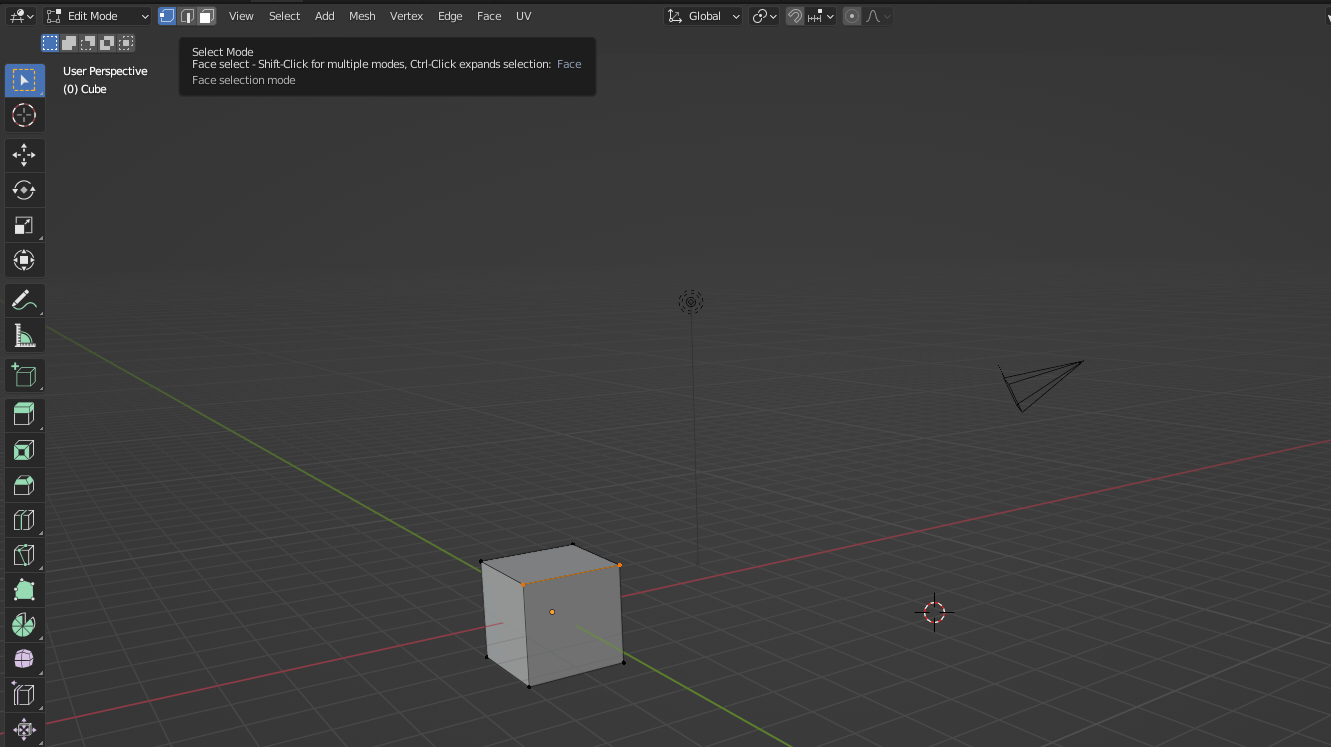 Edit Mode View Select Add Mesh Vertex Edge Face UV Global
Select Mode
Face select - Shift-Click for multiple modes, Ctrl-Click expands selection: Face
Face selection mode
User Perspective
(0) Cube